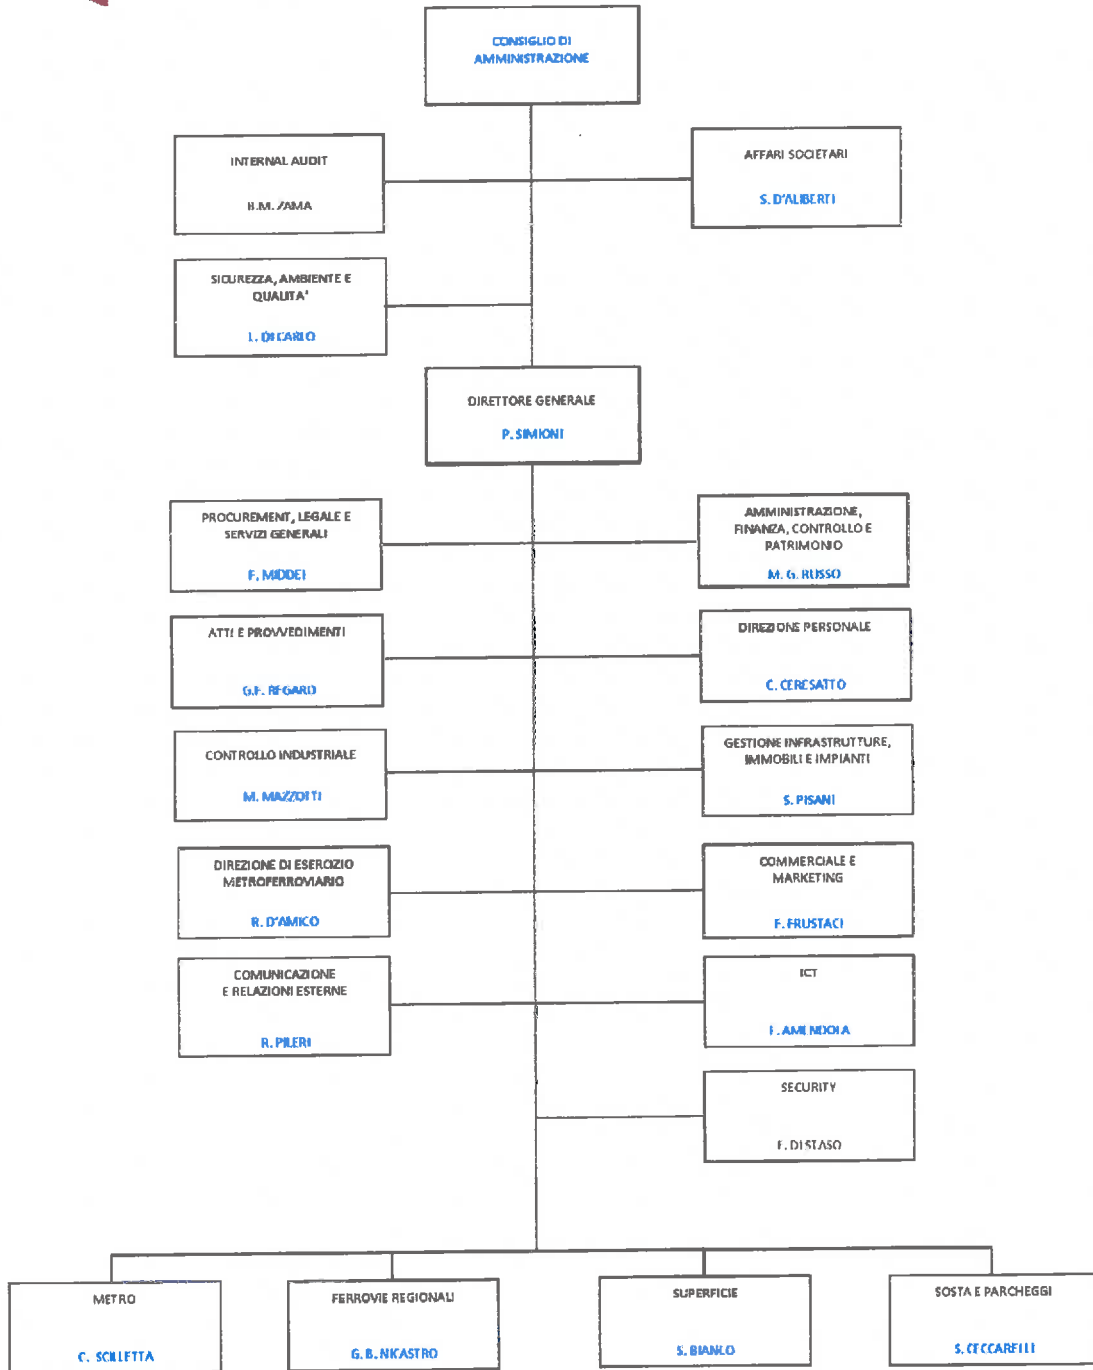 CONSIGLIO DI
AMMINISTRAZIONE
INTERNAL AUDIT
B.M. ZAMA
AFFARI SOCIETARI
S. D'ALIBERTI
SICUREZZA, AMBIENTE E
QUALITA'
L. DI CARLO
DIRETTORE GENERALE
P. SIMIONI
PROCUREMENT, LEGALE E
SERVIZI GENERALI
F. MIDDEI
AMMINISTRAZIONE,
FINANZA, CONTROLLO E
PATRIMONIO
M. G. RUSSO
ATTI E PROVVEDIMENTI
G.F. REGARD
DIREZIONE PERSONALE
C. CERESATTO
CONTROLLO INDUSTRIALE
M. MAZZOTTI
GESTIONE INFRASTRUTTURE,
IMMOBILI E IMPIANTI
S. PISANI
DIREZIONE DI ESERCIZIO
METROFERROVIARIO
R. D'AMICO
COMMERCIALE E
MARKETING
F. FRUSTACI
COMUNICAZIONE
E RELAZIONI ESTERNE
R. PILERI
ICT
F. AMENDOLA
SECURITY
F. DI STASO
METRO
C. SCILLETTA
FERROVIE REGIONALI
G. B. NICASTRO
SUPERFICIE
S. BIANCO
SOSTA E PARCHEGGI
S. CECCARELLI